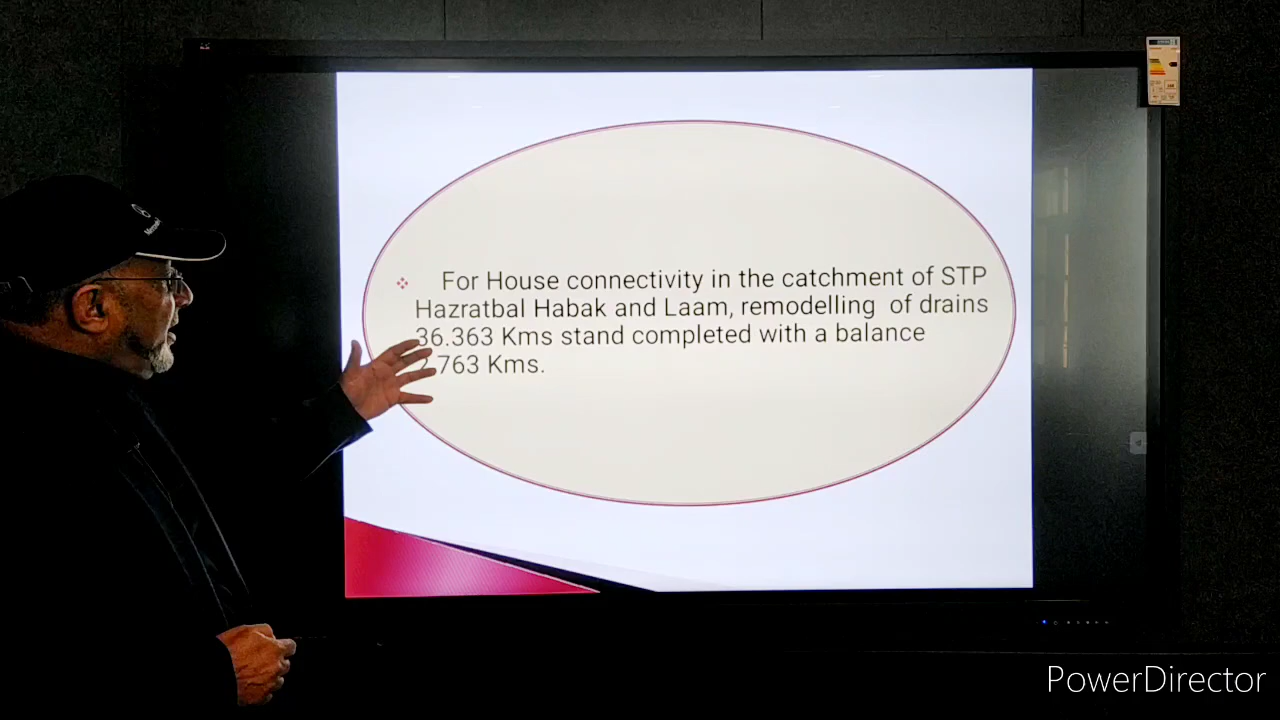 For House connectivity in the catchment of STP
Hazratbal Habak and Laam, remodelling of drains
36.363 Kms stand completed with a balance
.763 Kms.
PowerDirector